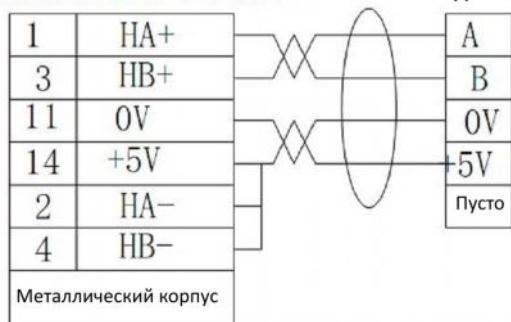 1 HA+ A
3 HB+ B
11 0V 0V
14 +5V +5V
2 HA- Пусто
4 HB-
Металлический корпус